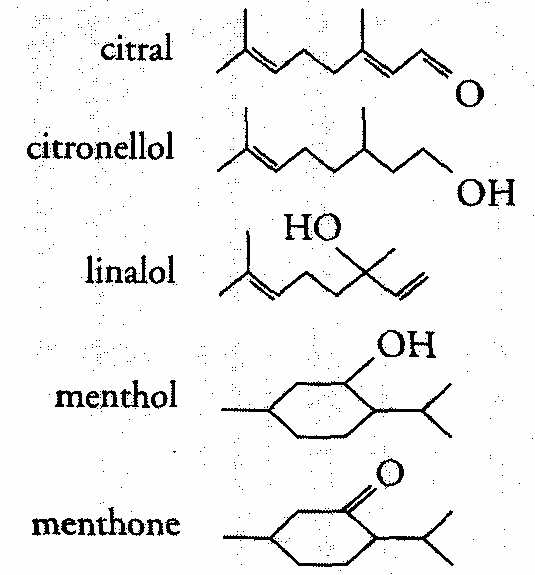 citral
O
citronellol
OH
HO
linalol
OH
menthol
O
menthone